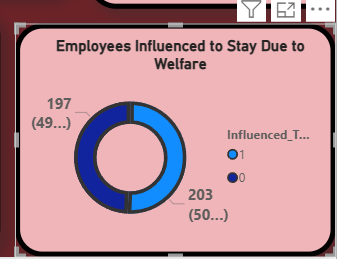 Employees Influenced to Stay Due to
Welfare
197
(49...)
203
(50...)
Influenced_T...
1
0